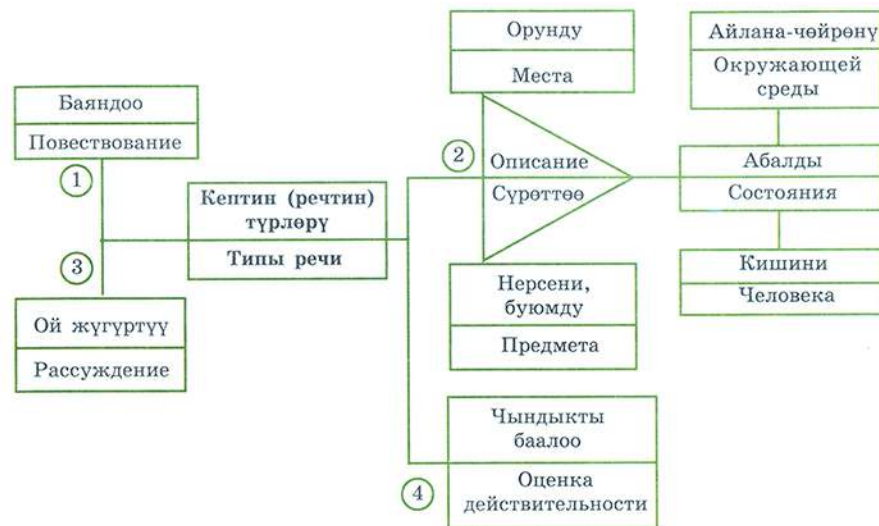 Баяндоо
Повествование
1
Кептин (речтин)
түрлөрү
Типы речи
3
Ой жүгүртүү
Рассуждение
2
Описание
Сүрөттөө
Орунду
Места
Нерсени,
буюмду
Предмета
Айлана-чөйрөнү
Окружающей
среды
Абалды
Состояния
Кишини
Человека
4
Чындыкты
баалоо
Оценка
действительности